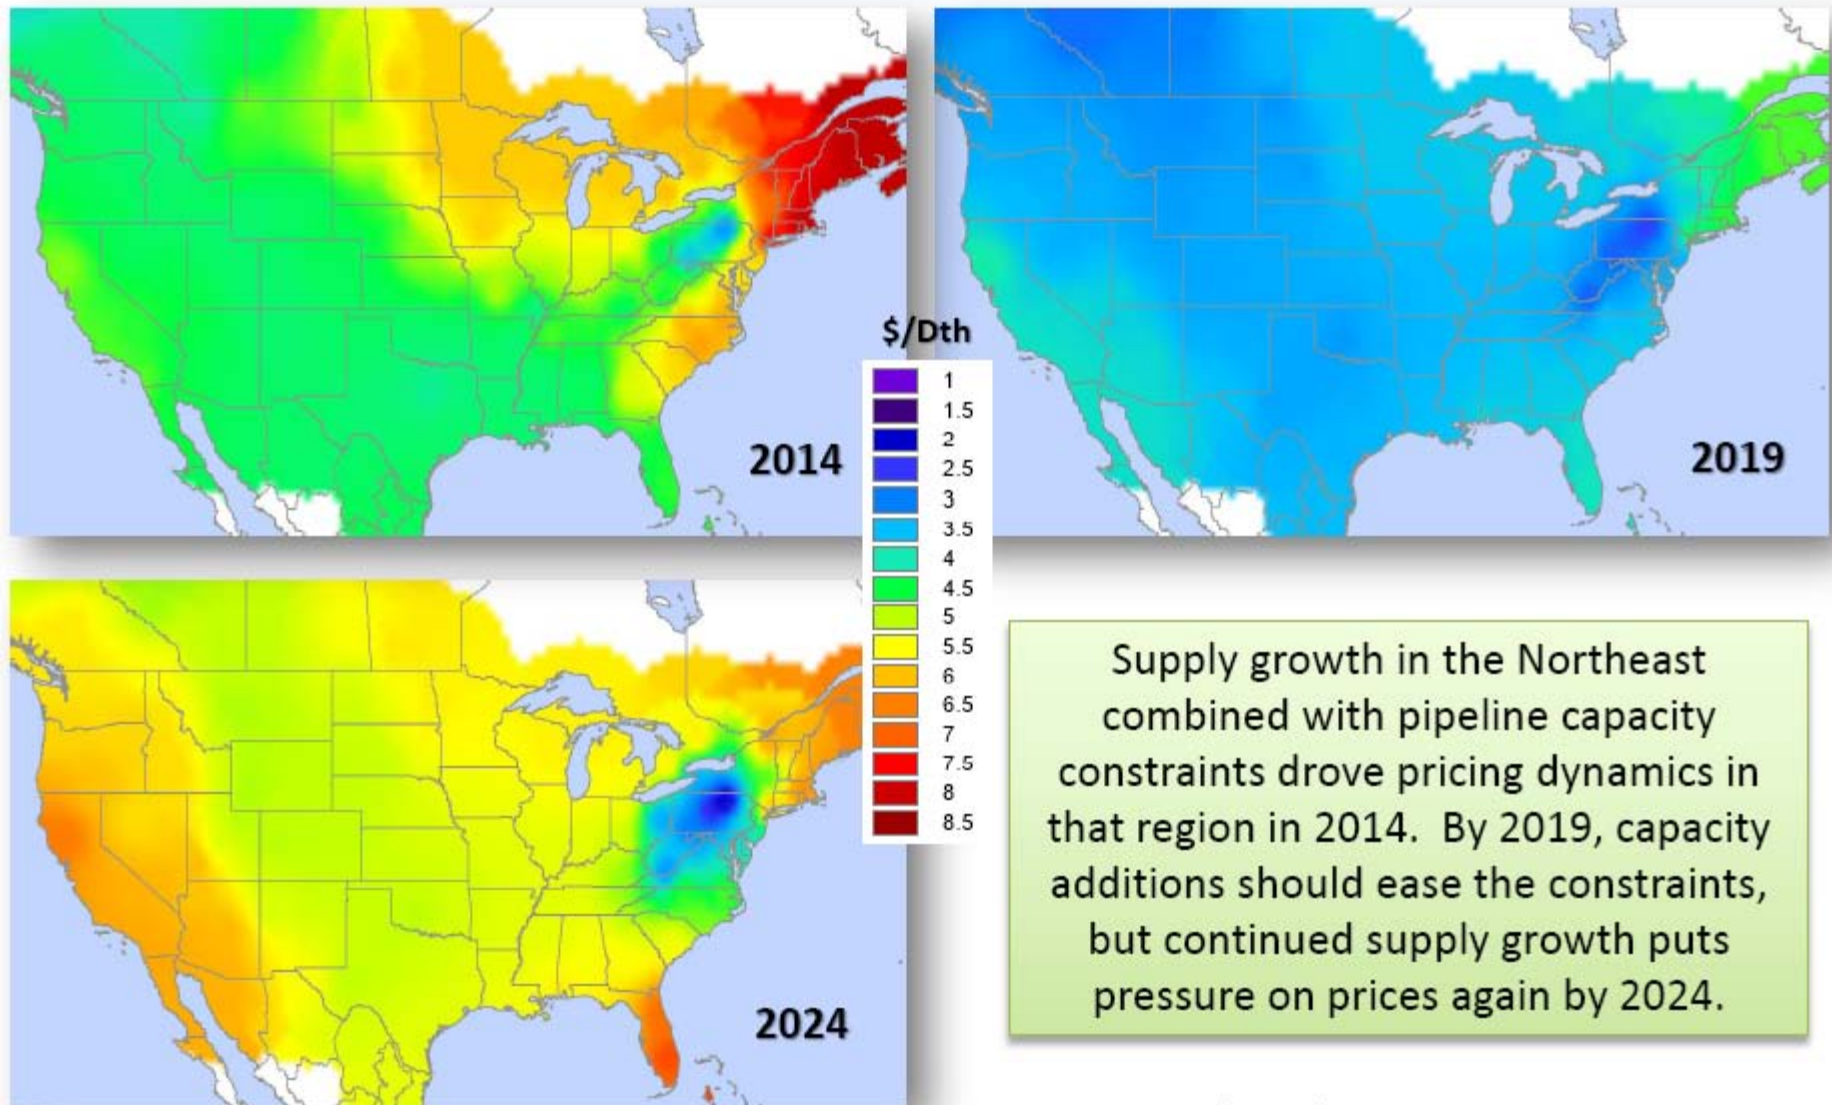 2014
$/Dth
1
1.5
2
2.5
3
3.5
4
4.5
5
5.5
6
6.5
7
7.5
8
8.5
2019
2024
Supply growth in the Northeast
combined with pipeline capacity
constraints drove pricing dynamics in
that region in 2014. By 2019, capacity
additions should ease the constraints,
but continued supply growth puts
pressure on prices again by 2024.